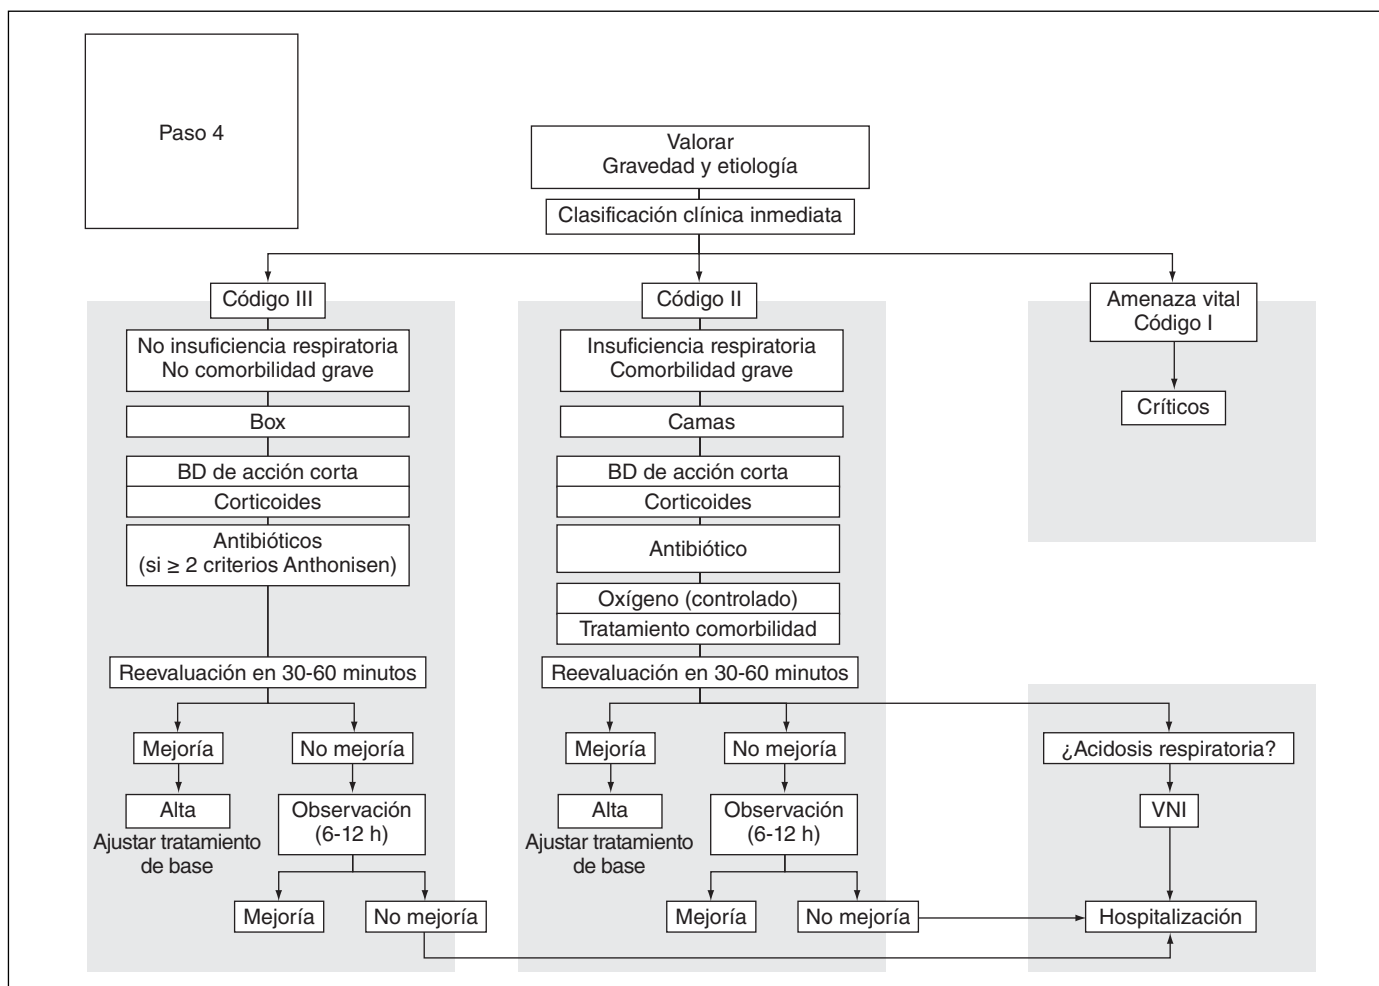 Paso 4
Valorar
Gravedad y etiología
Clasificación clínica inmediata
Código III
No insuficiencia respiratoria
No comorbilidad grave
Box
BD de acción corta
Corticoides
Antibióticos
(si ≥ 2 criterios Anthonisen)
Reevaluación en 30-60 minutos
Mejoría
No mejoría
Alta
Ajustar tratamiento
de base
Observación
(6-12 h)
Mejoría
No mejoría
Código II
Insuficiencia respiratoria
Comorbilidad grave
Camas
BD de acción corta
Corticoides
Antibiótico
Oxígeno (controlado)
Tratamiento comorbilidad
Reevaluación en 30-60 minutos
Mejoría
No mejoría
Alta
Ajustar tratamiento
de base
Observación
(6-12 h)
Mejoría
No mejoría
Amenaza vital
Código I
Críticos
¿Acidosis respiratoria?
VNI
Hospitalización